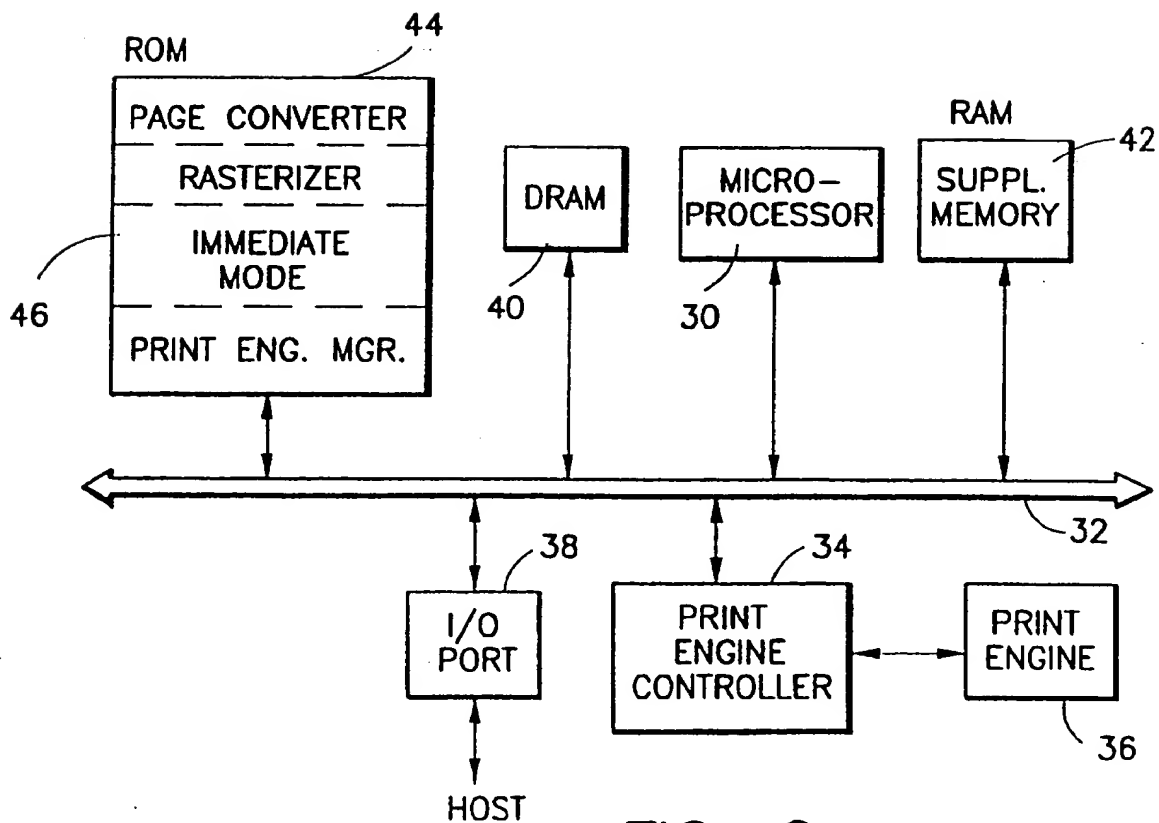 ROM
44
PAGE CONVERTER
RASTERIZER
IMMEDIATE
MODE
PRINT ENG. MGR.
46
DRAM
40
MICRO-
PROCESSOR
30
RAM
42
SUPPL.
MEMORY
32
38
I/O
PORT
HOST
34
PRINT
ENGINE
CONTROLLER
PRINT
ENGINE
36